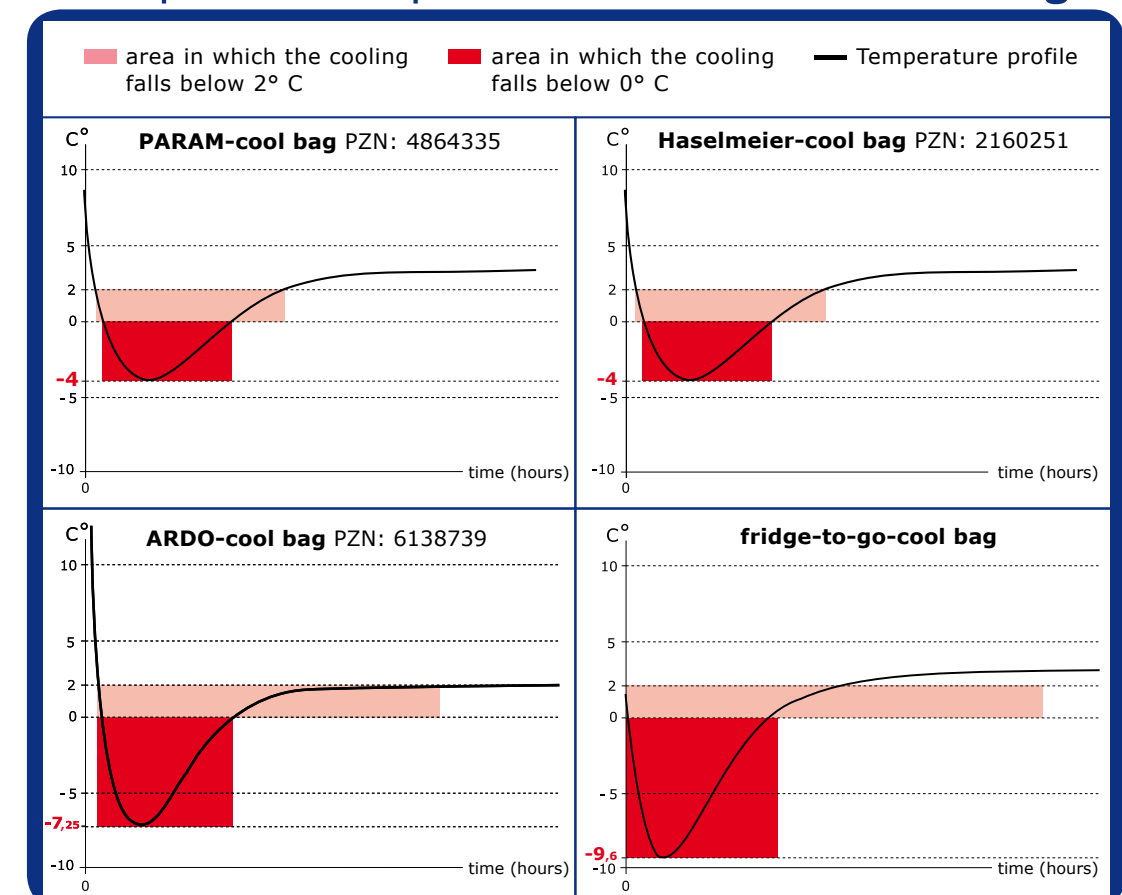 area in which the cooling
falls below 2° C
area in which the cooling
falls below 0° C
Temperature profile
C°
PARAM-cool bag PZN: 4864335
10
5
2
0
-4
-5
-10
time (hours)
0
C°
Haselmeier-cool bag PZN: 2160251
10
5
2
0
-4
-5
-10
time (hours)
0
C°
ARDO-cool bag PZN: 6138739
10
5
2
0
-5
-7,25
-10
time (hours)
0
C°
fridge-to-go-cool bag
10
5
2
0
-5
-9,6
-10
time (hours)
0